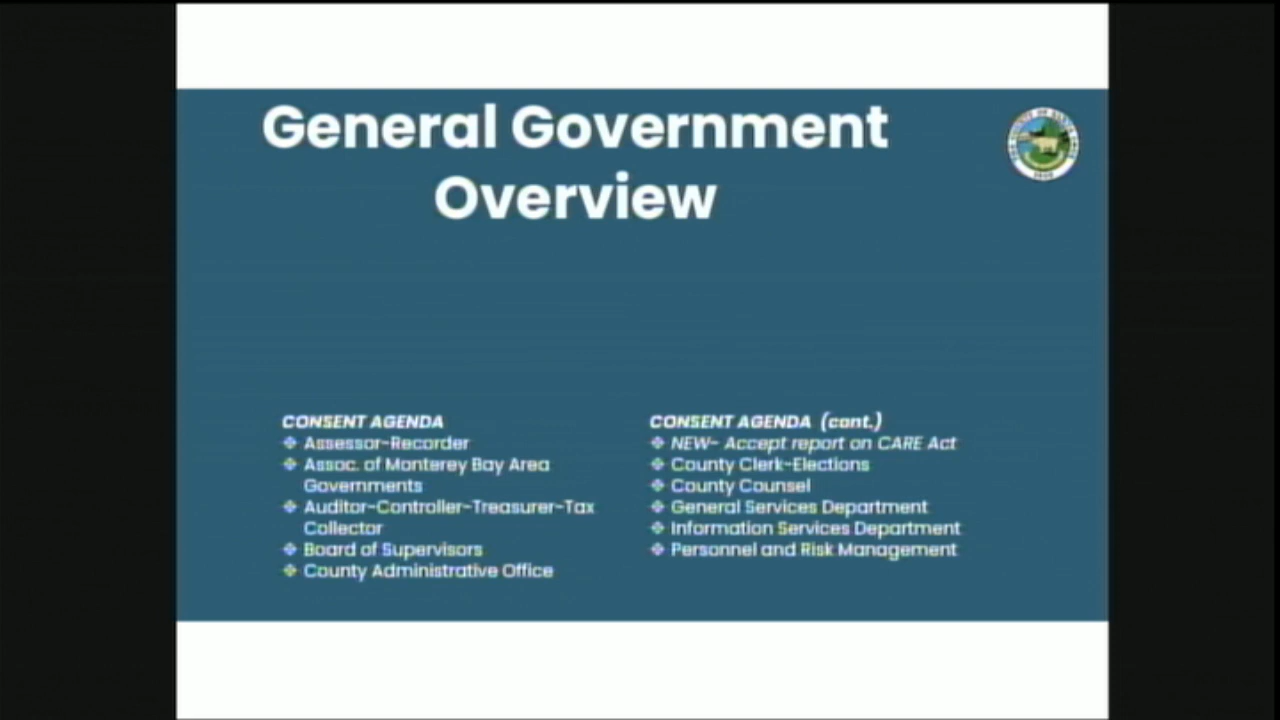 General Government
Overview
CONSENT AGENDA
Assessor-Recorder
Assoc. of Monterey Bay Area
Governments
Auditor-Controller-Treasurer-Tax
Collector
Board of Supervisors
County Administrative Office
CONSENT AGENDA (cont.)
NEW- Accept report on CARE Act
County Clerk-Elections
County Counsel
General Services Department
Information Services Department
Personnel and Risk Management